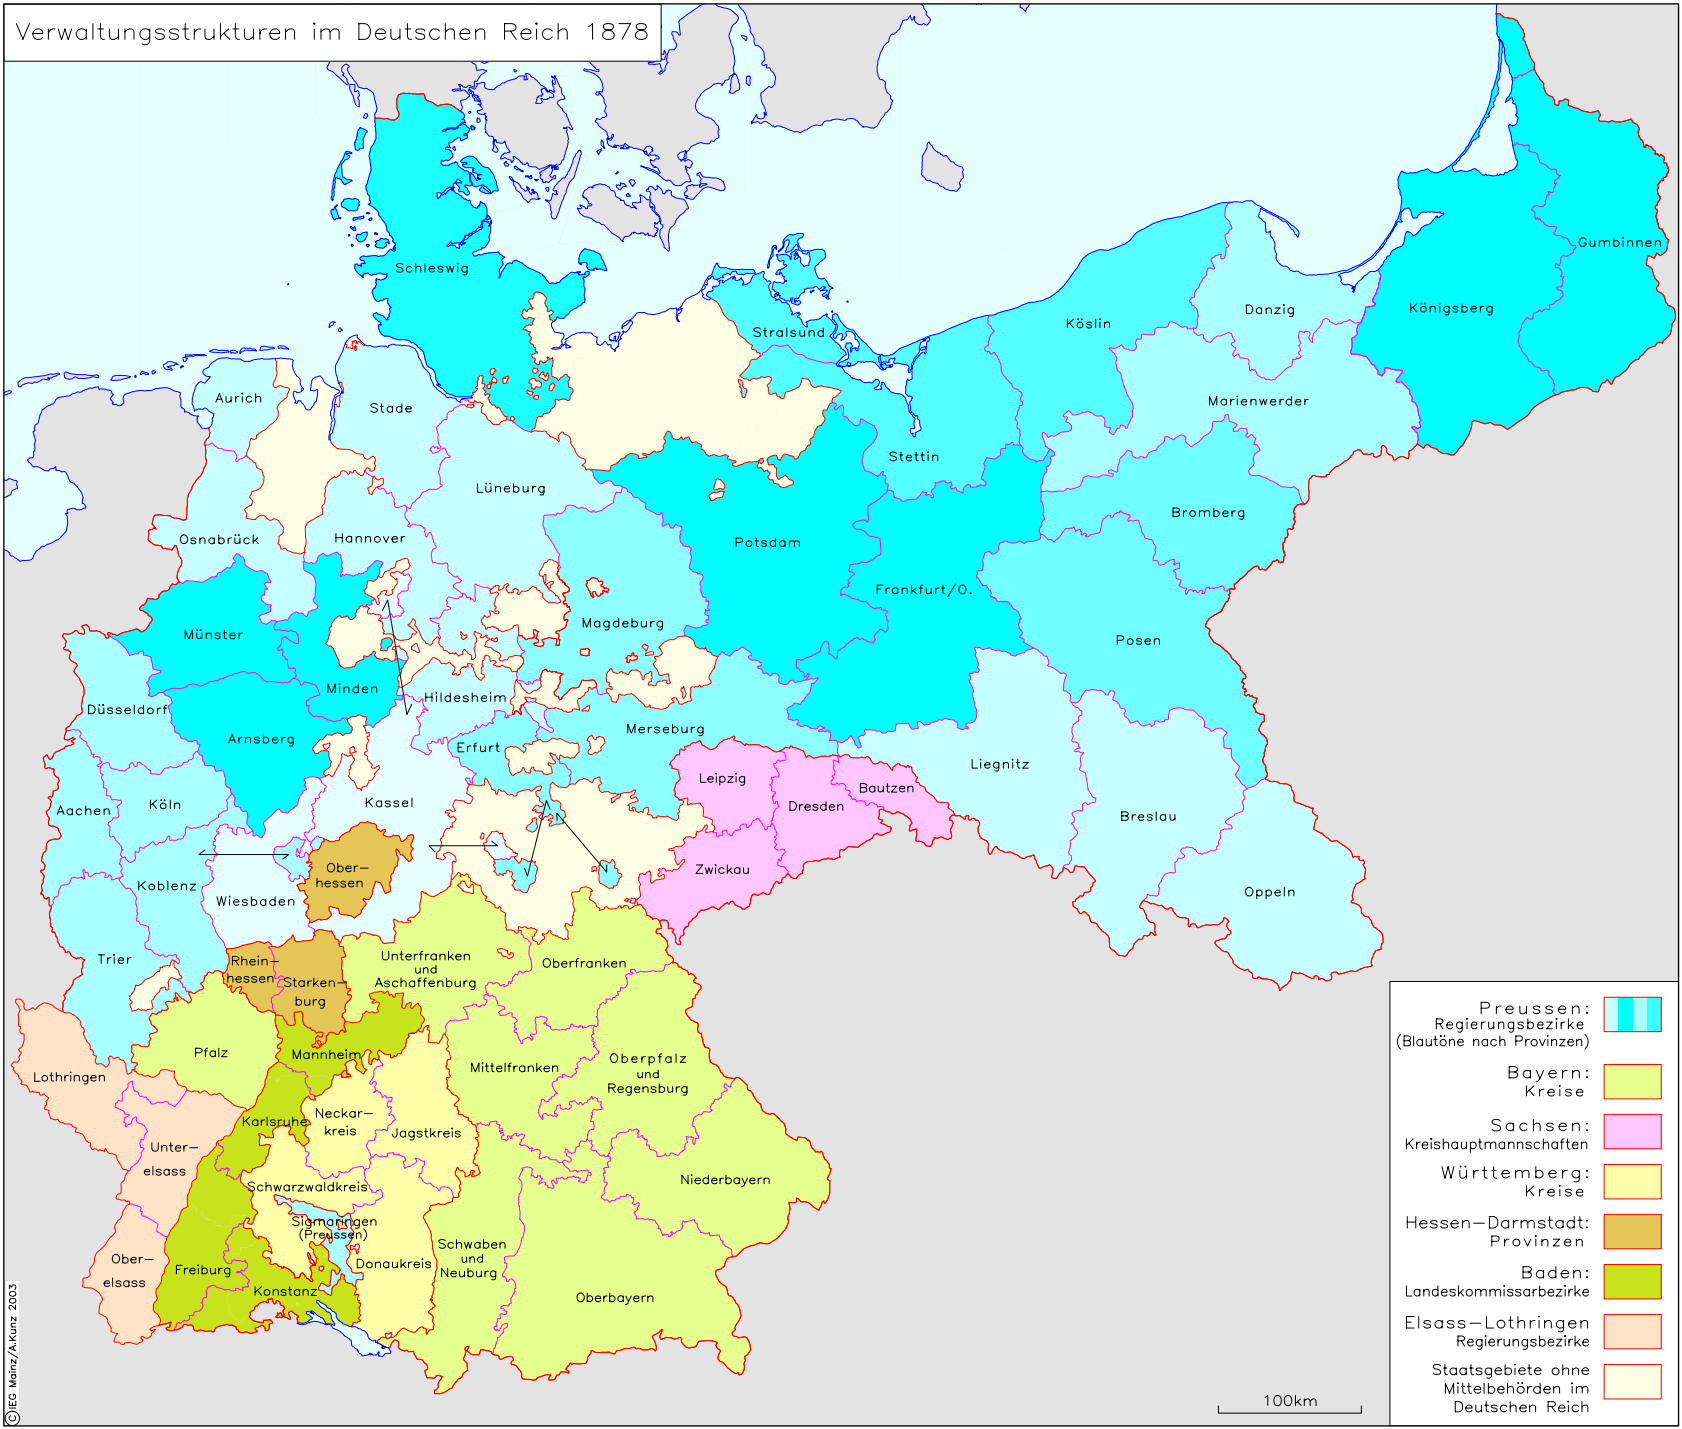 Verwaltungsstrukturen im Deutschen Reich 1878
Schleswig
Gumbinnen
Königsberg
Danzig
Köslin
Stralsund
Marienwerder
Aurich
Stade
Stettin
Lüneburg
Bromberg
Osnabrück
Hannover
Potsdam
Frankfurt/O.
Magdeburg
Münster
Posen
Minden
Hildesheim
Düsseldorf
Arnsberg
Erfurt
Merseburg
Liegnitz
Leipzig
Bautzen
Dresden
Aachen
Köln
Kassel
Breslau
Zwickau
Ober-
hessen
Koblenz
Wiesbaden
Oppeln
Trier
Rhein-
hessen
Starken-
burg
Unterfranken
und
Aschaffenburg
Oberfranken
Pfalz
Mannheim
Mittelfranken
Oberpfalz
und
Regensburg
Lothringen
Karlsruhe
Neckar-
kreis
Jagstkreis
Unter-
elsass
Schwarzwaldkreis
Niederbayern
Sigmaringen
(Preussen)
Ober-
elsass
Freiburg
Konstanz
Donaukreis
Schwaben
und
Neuburg
Oberbayern
100km
Preussen:
Regierungsbezirke
(Blautöne nach Provinzen)
Bayern:
Kreise
Sachsen:
Kreishauptmannschaften
Württemberg:
Kreise
Hessen-Darmstadt:
Provinzen
Baden:
Landeskommissarbezirke
Elsass-Lothringen
Regierungsbezirke
Staatsgebiete ohne
Mittelbehörden im
Deutschen Reich
©IEG Mainz/A.Kunz 2003